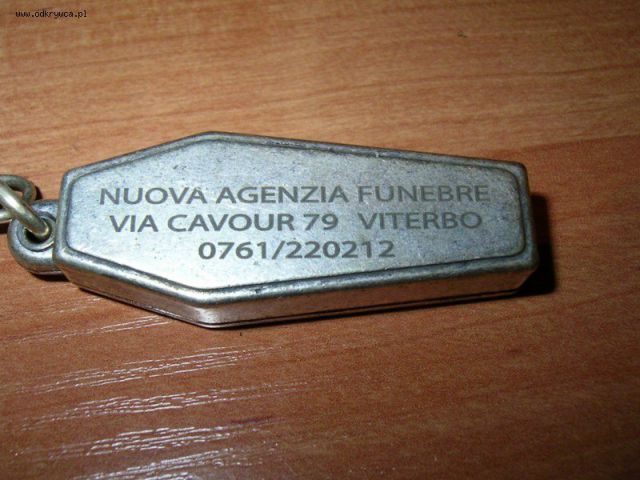 www.odkrywca.pl
NUOVA AGENZIA FUNEBRE
VIA CAVOUR 79 VITERBO
0761/220212